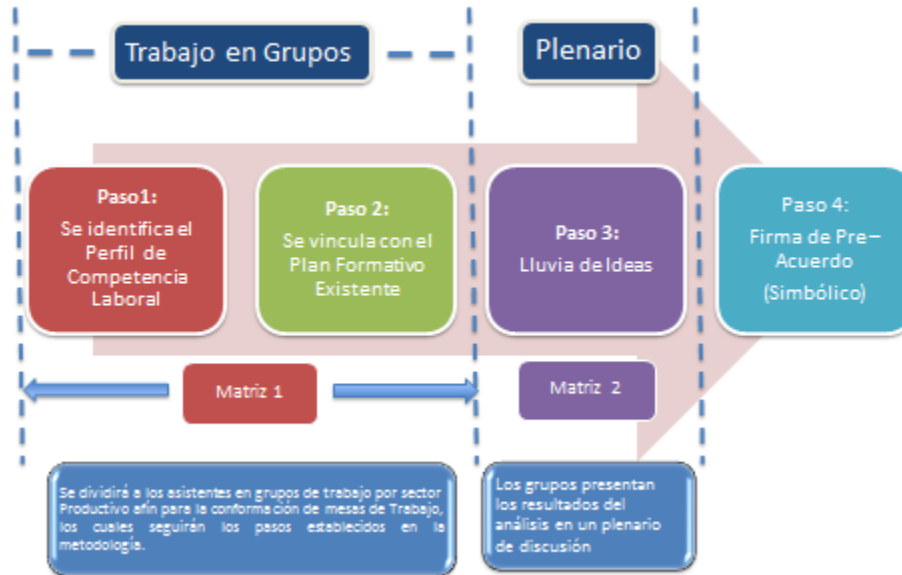 Trabajo en Grupos
Plenario
Paso1:
Se identifica el
Perfil de
Competencia
Laboral
Paso 2:
Se vincula con el
Plan Formativo
Existente
Paso 3:
Lluvia de Ideas
Paso 4:
Firma de Pre–
Acuerdo
(Simbólico)
Matriz 1
Matriz 2
Se dividirá a los asistentes en grupos de trabajo por sector
Productivo afín para la conformación de mesas de Trabajo,
los cuales seguirán los pasos establecidos en la
metodología.
Los grupos presentan
los resultados del
análisis en un plenario
de discusión